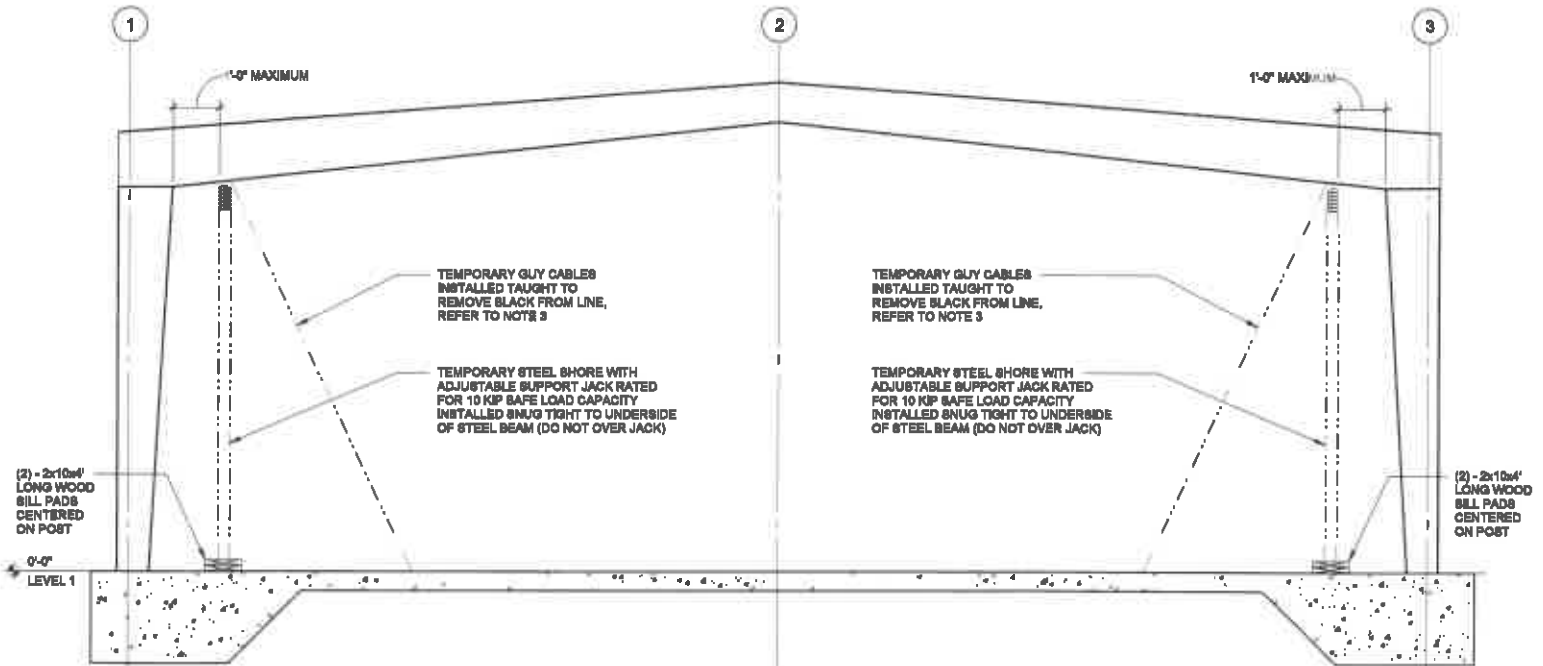 1
2
3
'-0" MAXIMUM
1'-0" MAXIMUM
TEMPORARY GUY CABLES
INSTALLED TAUGHT TO
REMOVE SLACK FROM LINE,
REFER TO NOTE 3
TEMPORARY GUY CABLES
INSTALLED TAUGHT TO
REMOVE SLACK FROM LINE,
REFER TO NOTE 3
TEMPORARY STEEL SHORE WITH
ADJUSTABLE SUPPORT JACK RATED
FOR 10 KIP SAFE LOAD CAPACITY
INSTALLED SNUG TIGHT TO UNDERSIDE
OF STEEL BEAM (DO NOT OVER JACK)
TEMPORARY STEEL SHORE WITH
ADJUSTABLE SUPPORT JACK RATED
FOR 10 KIP SAFE LOAD CAPACITY
INSTALLED SNUG TIGHT TO UNDERSIDE
OF STEEL BEAM (DO NOT OVER JACK)
(2) - 2x10x4'
LONG WOOD
SILL PADS
CENTERED
ON POST
(2) - 2x10x4'
LONG WOOD
SILL PADS
CENTERED
ON POST
0'-0"
LEVEL 1